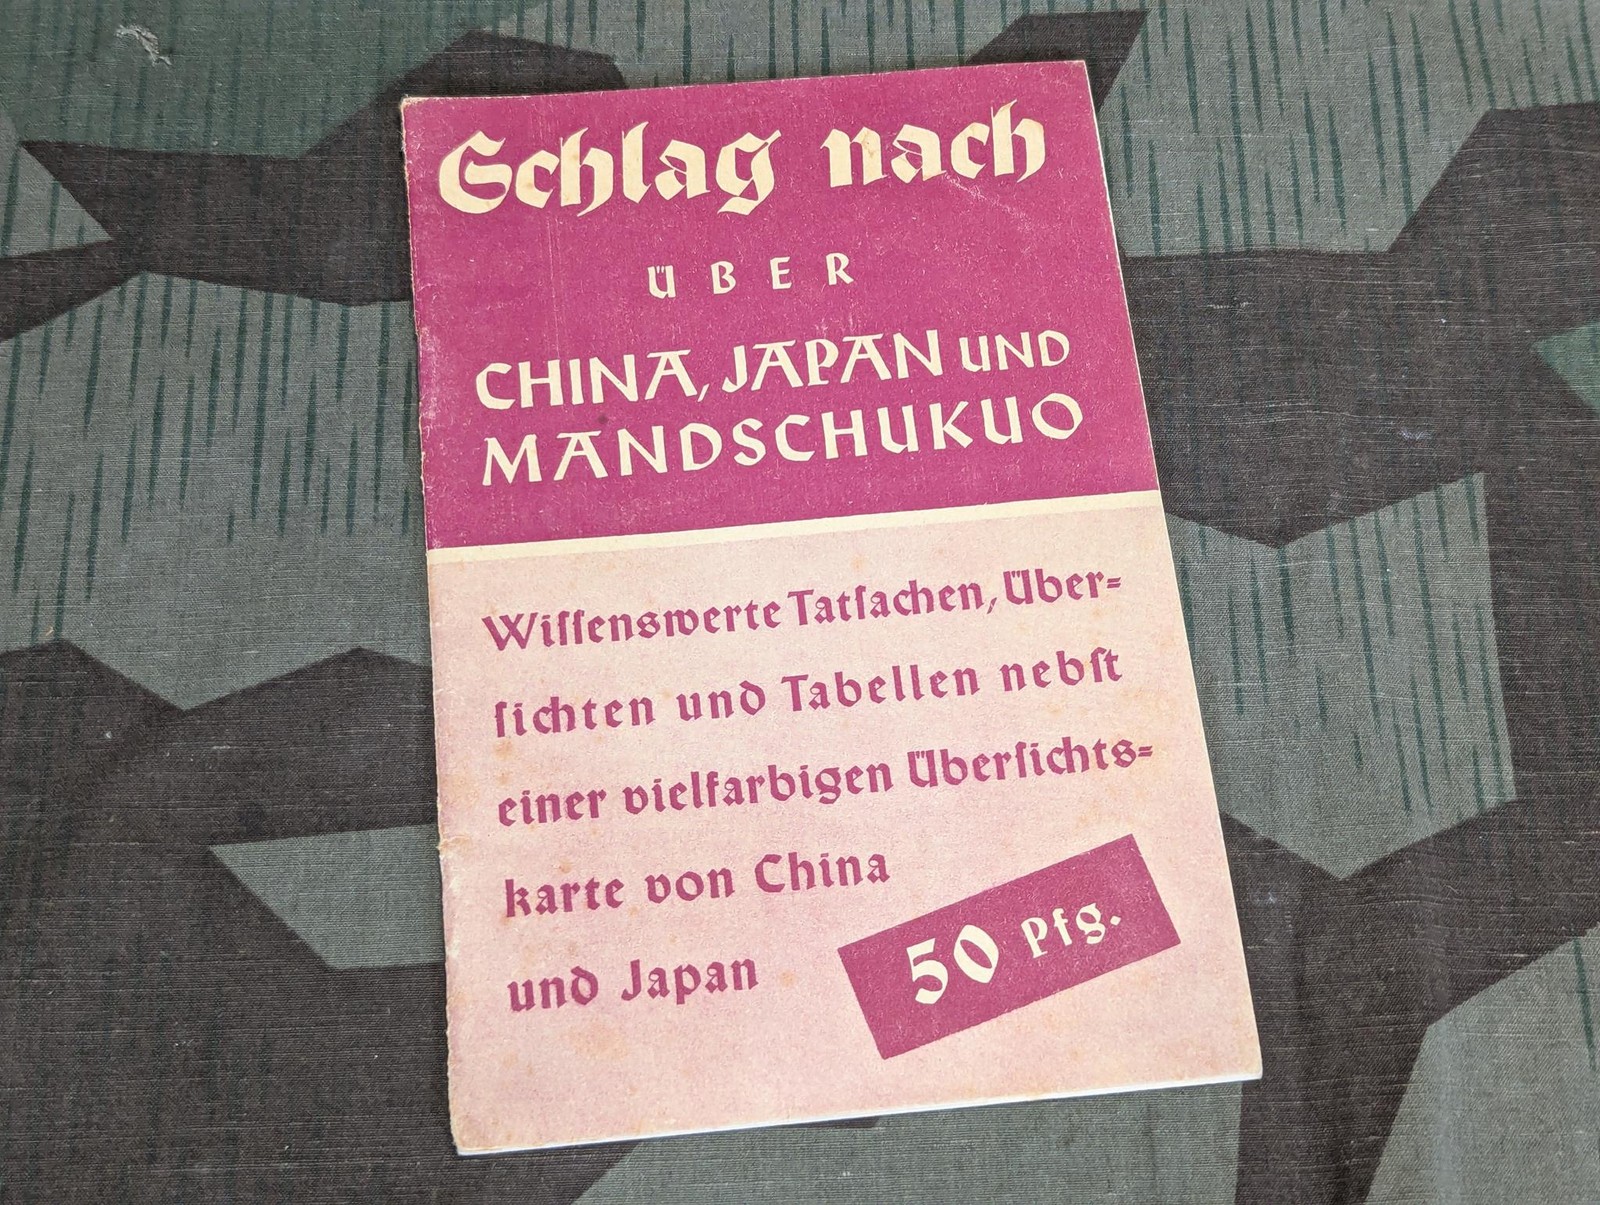 Schlag nach
ÜBER
CHINA, JAPAN UND
MANDSCHUKUO
Wiſſenswerte Tatſachen, Über=
ſichten und Tabellen nebſt
einer vielfarbigen Überſichts=
karte von China
und Japan
50 Pfg.